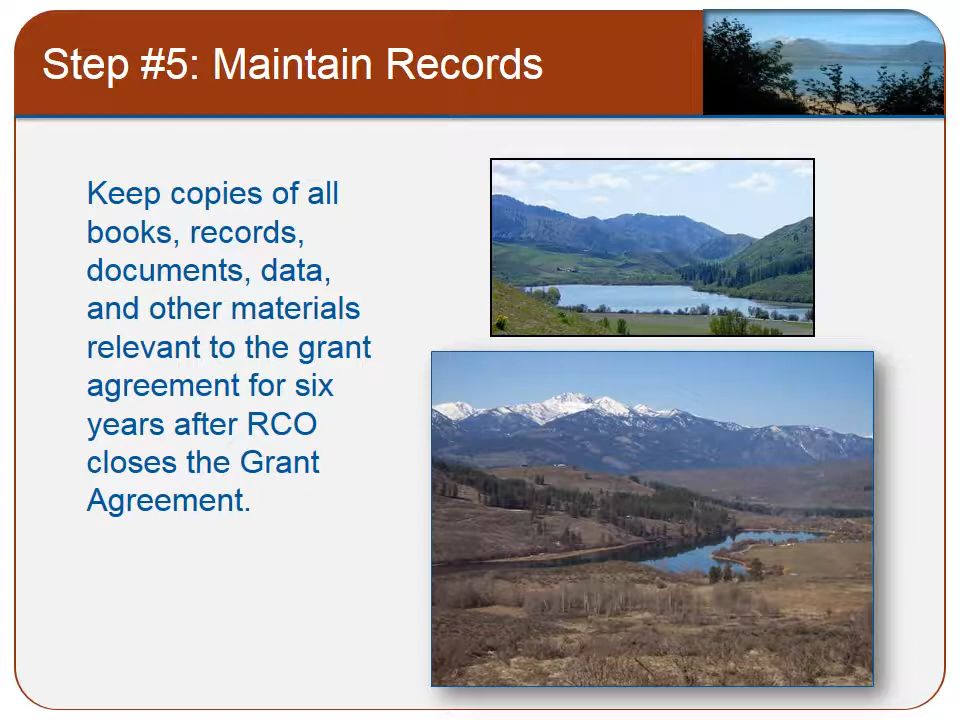 Step #5: Maintain Records
Keep copies of all
books, records,
documents, data,
and other materials
relevant to the grant
agreement for six
years after RCO
closes the Grant
Agreement.